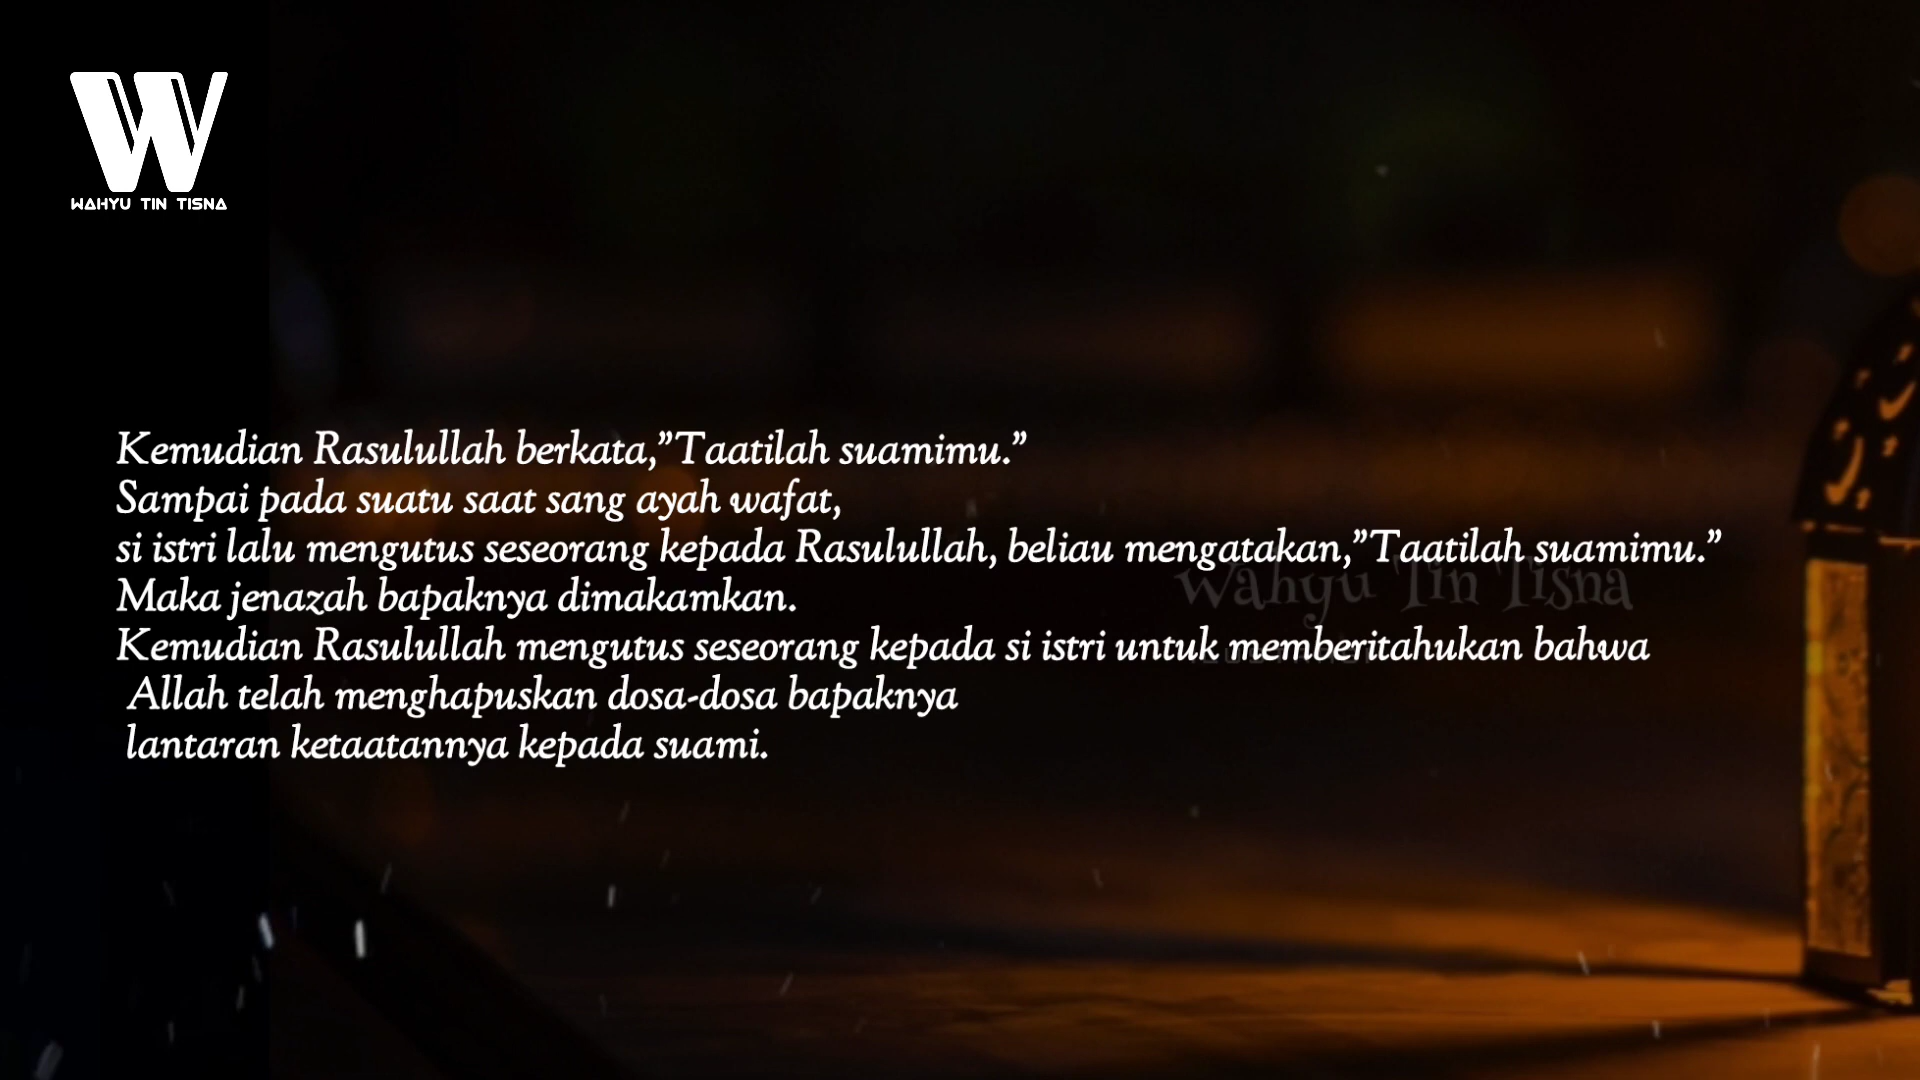 WAHYU TIN TISNA
Kemudian Rasulullah berkata,”Taatilah suamimu.”
Sampai pada suatu saat sang ayah wafat,
si istri lalu mengutus seseorang kepada Rasulullah, beliau mengatakan,”Taatilah suamimu.”
Wahyu Tin Tisna
Maka jenazah bapaknya dimakamkan.
Kemudian Rasulullah mengutus seseorang kepada si istri untuk memberitahukan bahwa
Allah telah menghapuskan dosa-dosa bapaknya
lantaran ketaatannya kepada suami.